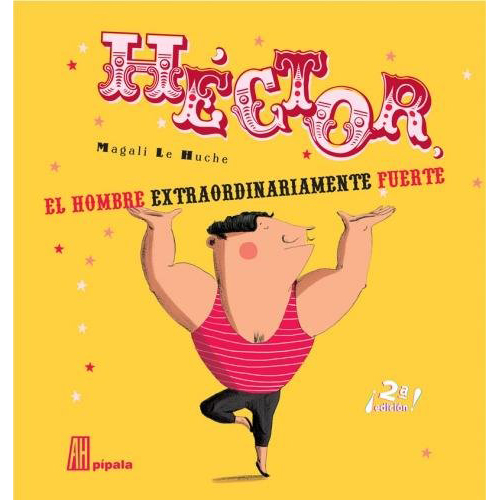 HÉCTOR,
Magali Le Huche
EL HOMBRE EXTRAORDINARIAMENTE FUERTE
¡2ª
edición!
AH
pípala